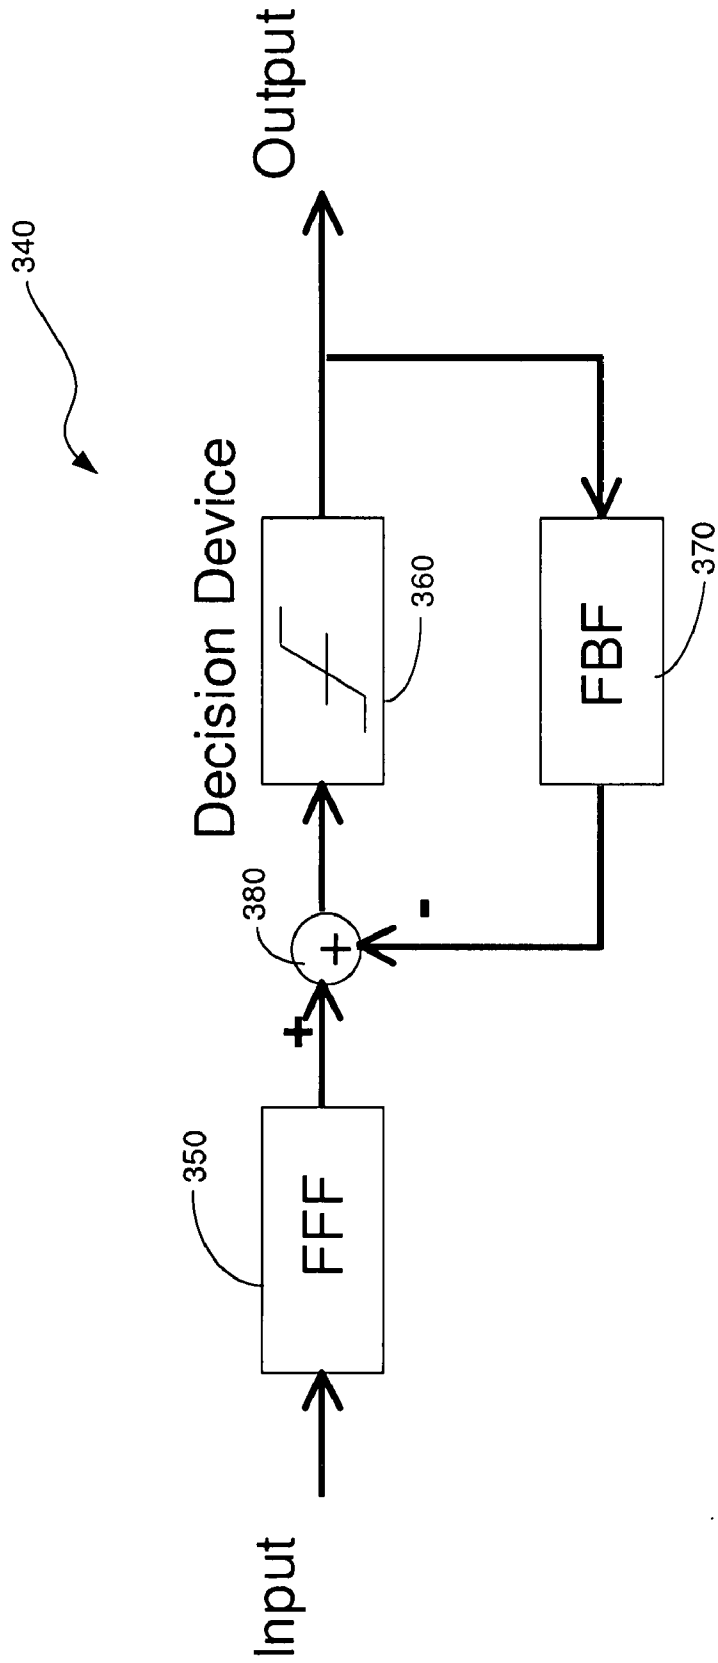 340
Input
350
FFF
+
380
+
-
Decision Device
360
Output
FBF
370